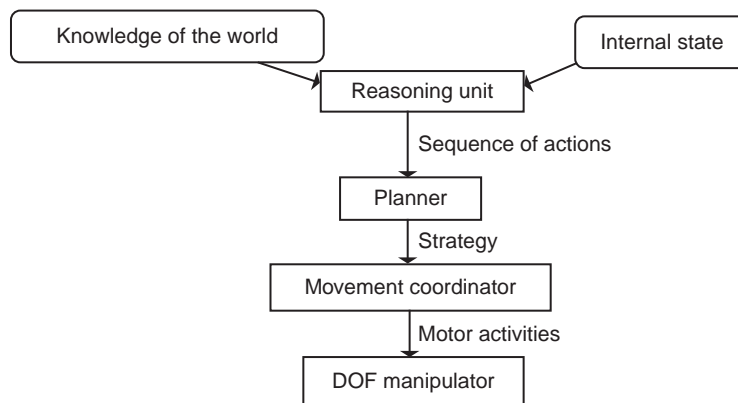 Knowledge of the world
Internal state
Reasoning unit
Sequence of actions
Planner
Strategy
Movement coordinator
Motor activities
DOF manipulator